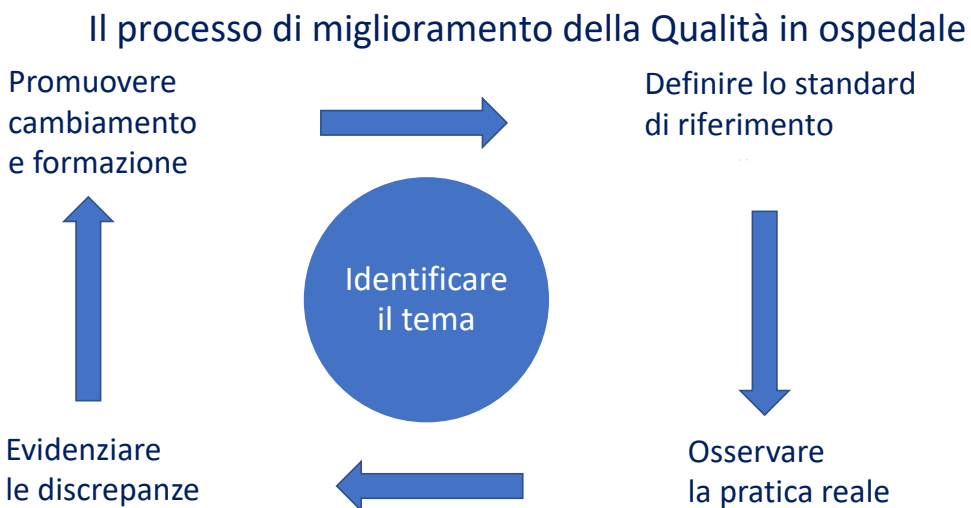 Il processo di miglioramento della Qualità in ospedale
Promuovere
cambiamento
e formazione
Definire lo standard
di riferimento
Identificare
il tema
Evidenziare
le discrepanze
Osservare
la pratica reale